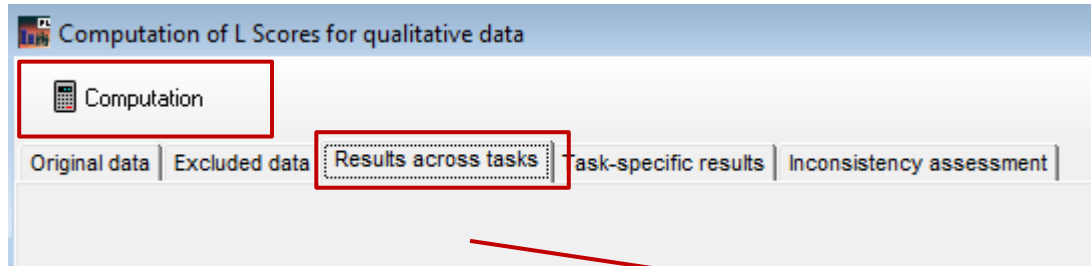 Computation of L Scores for qualitative data
Computation
Original data Excluded data Results across tasks Task-specific results Inconsistency assessment